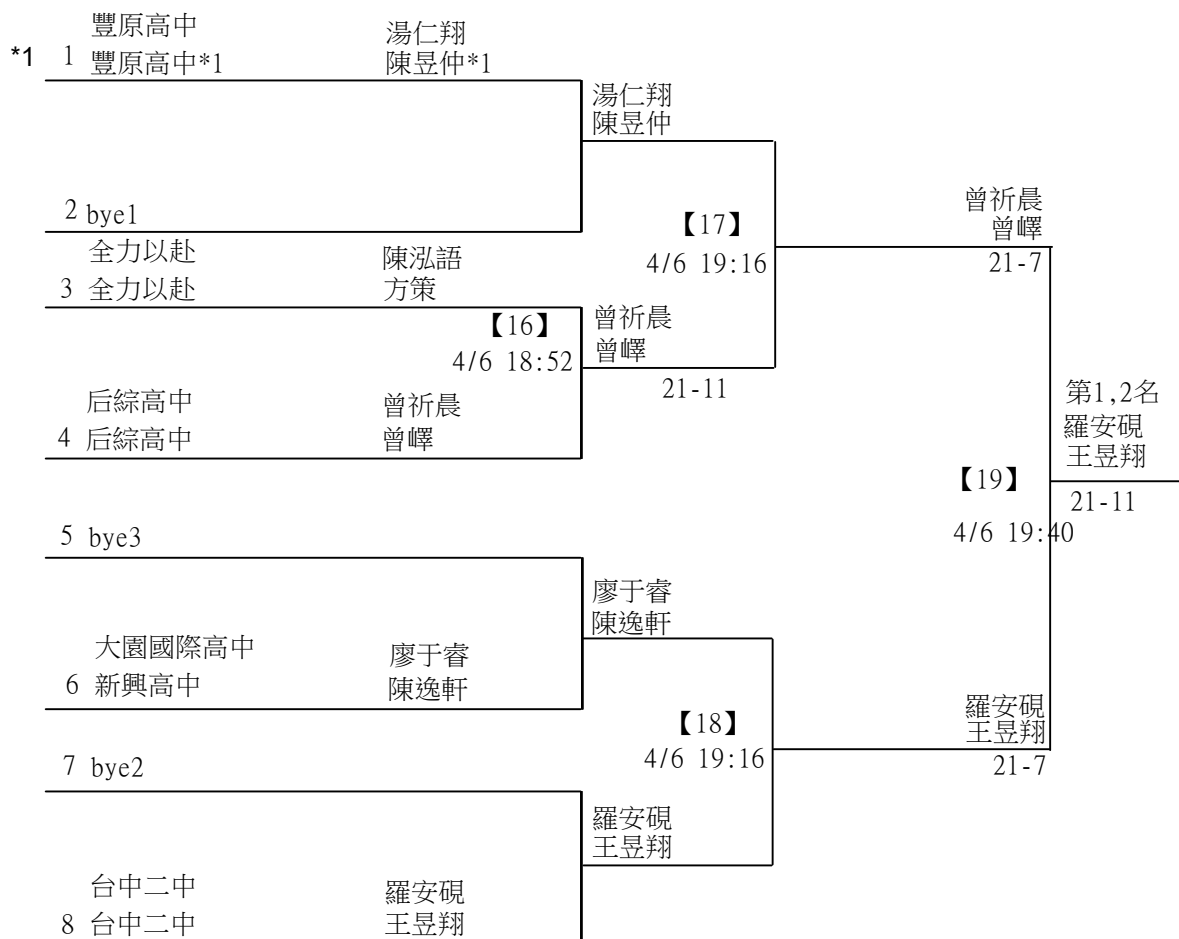 豐原高中
湯仁翔
*1 1 豐原高中*1
陳昱仲*1
湯仁翔
陳昱仲
2 bye1
【17】
4/6 19:16
曾祈晨
曾嶧
21-7
全力以赴
陳泓語
3 全力以赴
方策
【16】
4/6 18:52
曾祈晨
曾嶧
21-11
后綜高中
曾祈晨
4 后綜高中
曾嶧
第1,2名
羅安硯
王昱翔
【19】
21-11
4/6 19:40
5 bye3
廖于睿
陳逸軒
大園國際高中
廖于睿
6 新興高中
陳逸軒
【18】
4/6 19:16
羅安硯
王昱翔
21-7
7 bye2
羅安硯
王昱翔
台中二中
羅安硯
8 台中二中
王昱翔